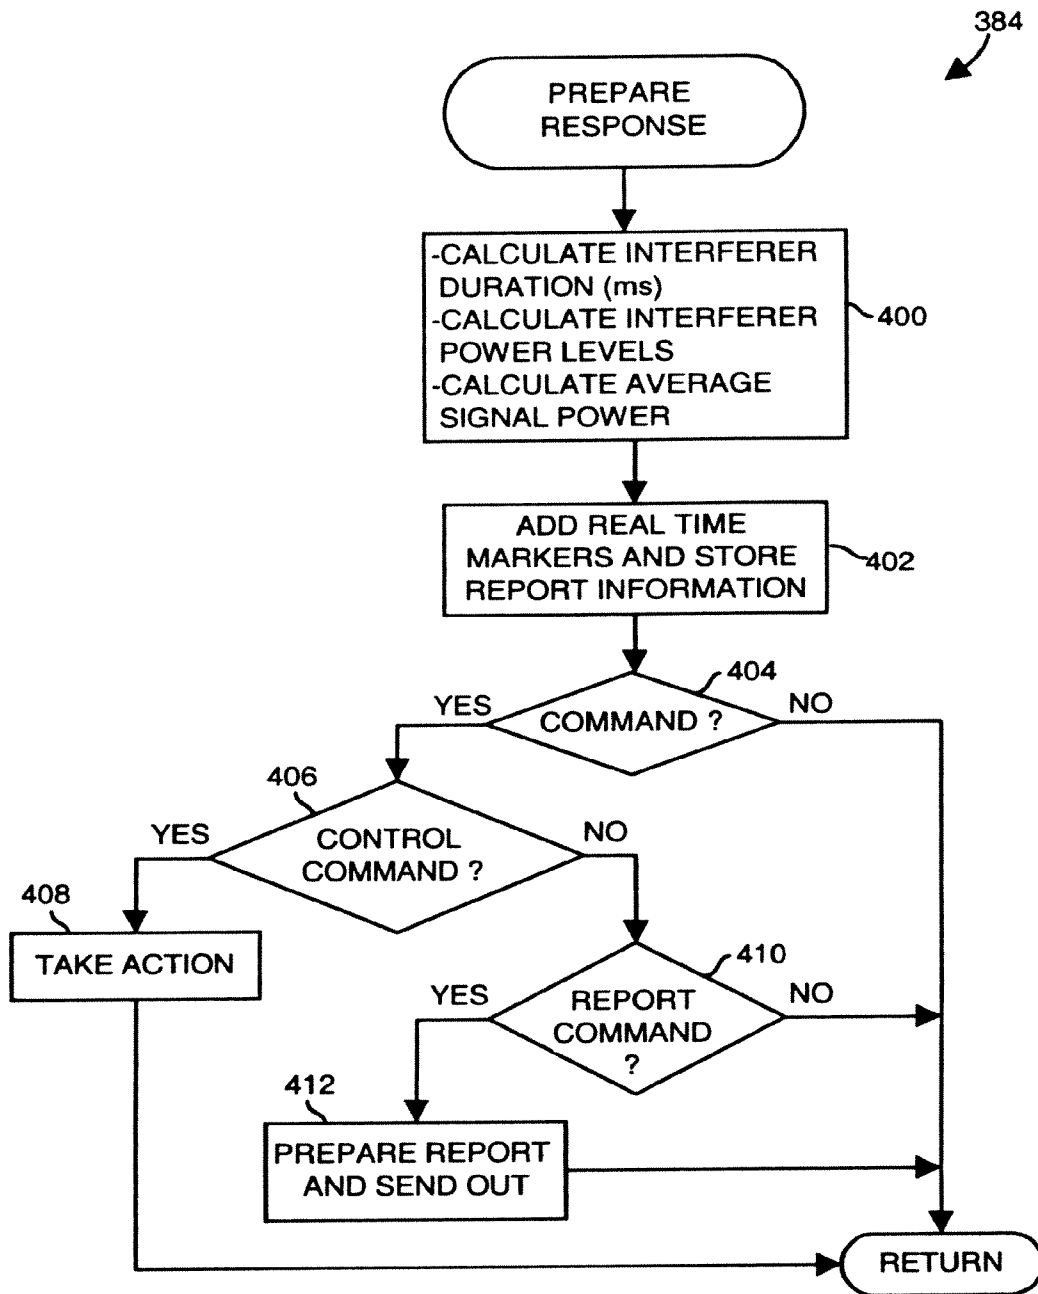 384
PREPARE
RESPONSE
-CALCULATE INTERFERER
DURATION (ms)
-CALCULATE INTERFERER
POWER LEVELS
-CALCULATE AVERAGE
SIGNAL POWER
400
ADD REAL TIME
MARKERS AND STORE
REPORT INFORMATION
402
404
YES
COMMAND ?
NO
406
YES
CONTROL
COMMAND ?
NO
408
TAKE ACTION
410
YES
REPORT
COMMAND
?
NO
412
PREPARE REPORT
AND SEND OUT
RETURN